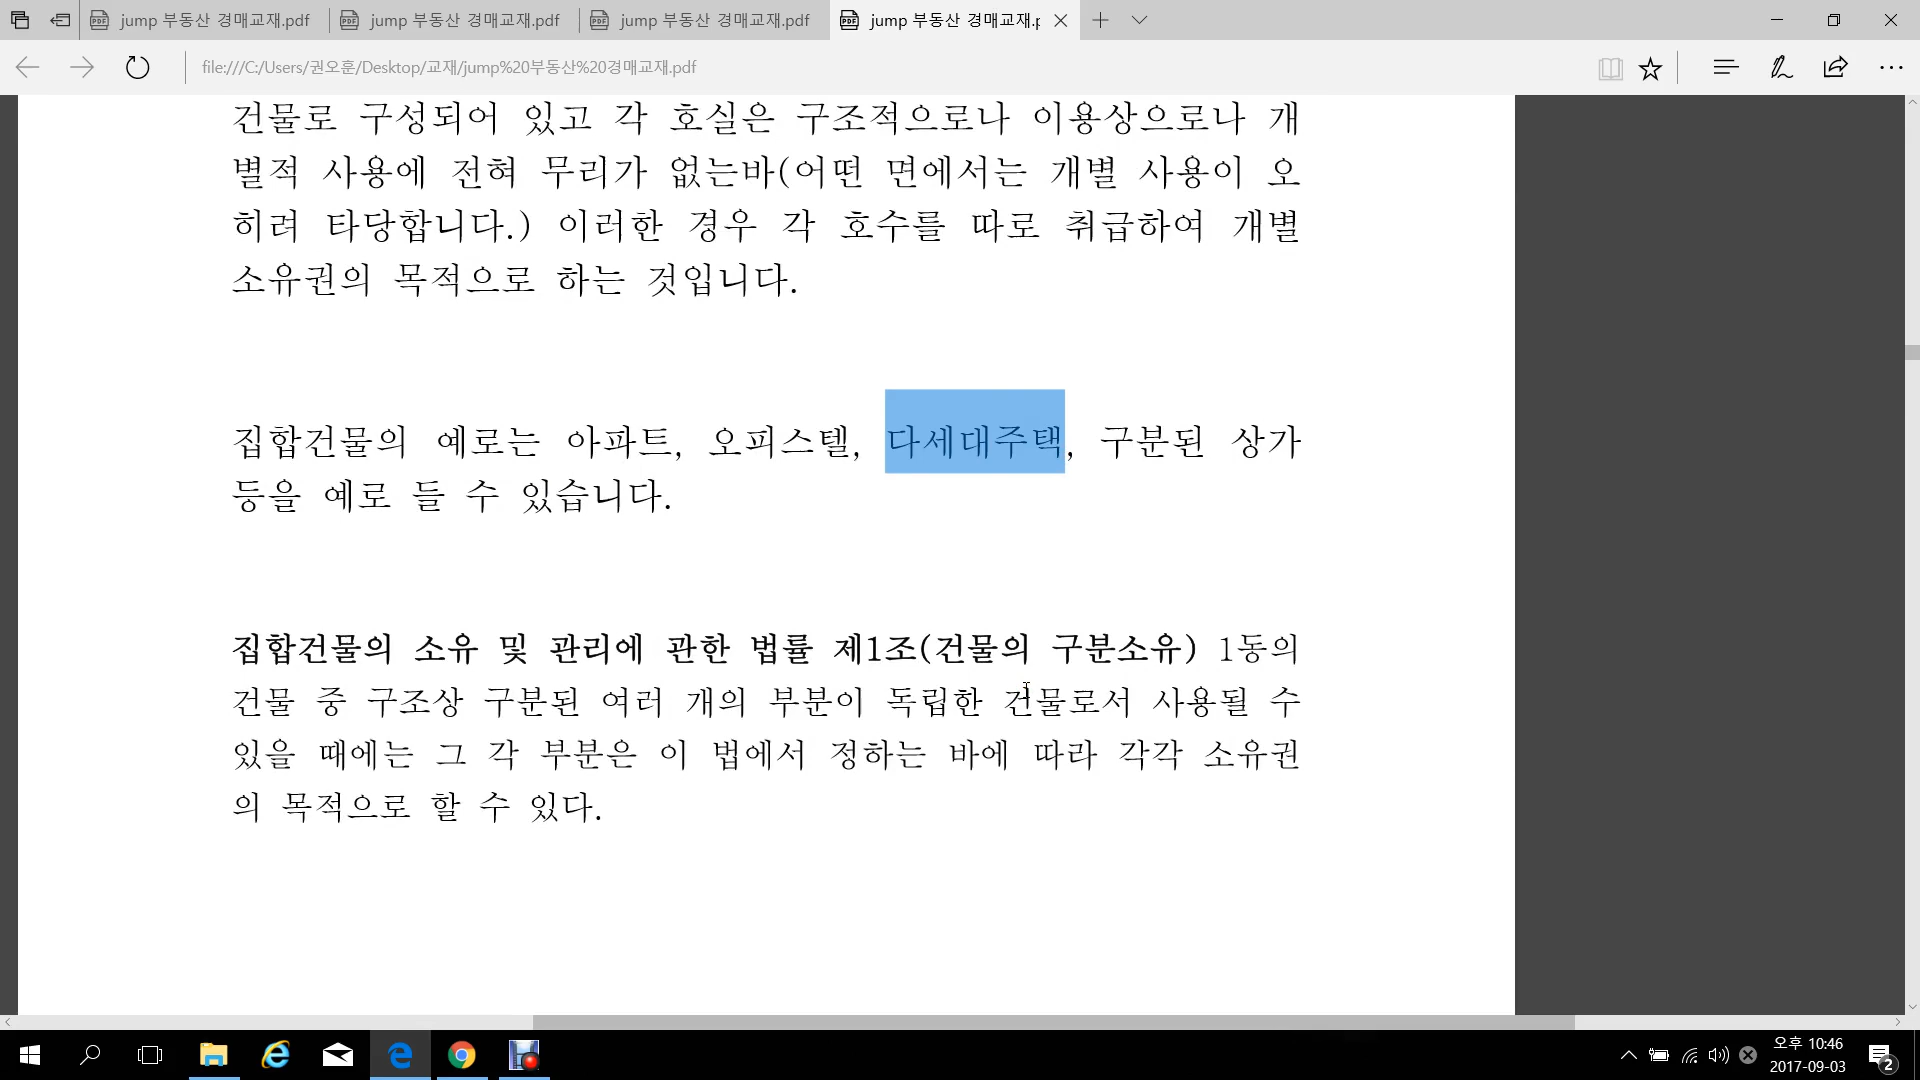 jump 부동산 경매교재.pdf
jump 부동산 경매교재.pdf
jump 부동산 경매교재.pdf
jump 부동산 경매교재.p
file:///C:/Users/권오훈/Desktop/교재/jump%20부동산%20경매교재.pdf
건물로 구성되어 있고 각 호실은 구조적으로나 이용상으로나 개
별적 사용에 전혀 무리가 없는바(어떤 면에서는 개별 사용이 오
히려 타당합니다.) 이러한 경우 각 호수를 따로 취급하여 개별
소유권의 목적으로 하는 것입니다.
집합건물의 예로는 아파트, 오피스텔, 다세대주택, 구분된 상가
등을 예로 들 수 있습니다.
집합건물의 소유 및 관리에 관한 법률 제1조(건물의 구분소유) 1동의
건물 중 구조상 구분된 여러 개의 부분이 독립한 건물로서 사용될 수
있을 때에는 그 각 부분은 이 법에서 정하는 바에 따라 각각 소유권
의 목적으로 할 수 있다.
오후 10:46
2017-09-03
2